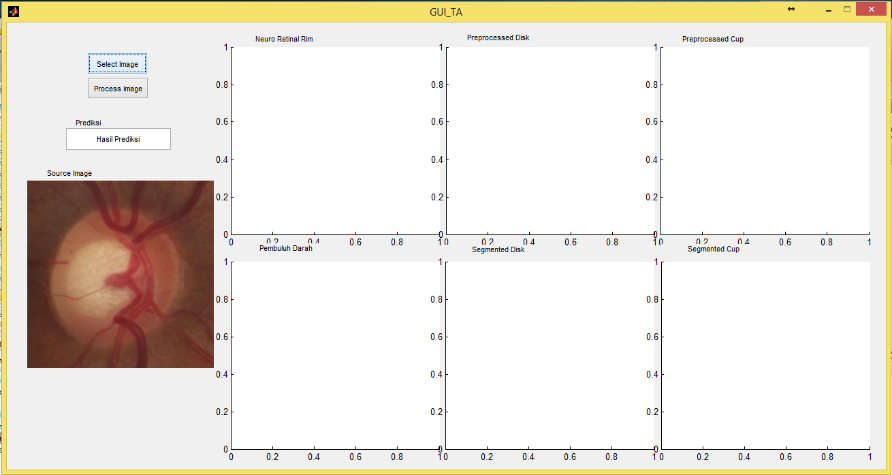 GUI_TA
Select Image
Process Image
Prediksi
Hasil Prediksi
Source Image
Neuro Retinal Rim
1
0.8
0.6
0.4
0.2
0
0 0.2 0.4 0.6 0.8 1
Preprocessed Disk
1
0.8
0.6
0.4
0.2
0
0 0.2 0.4 0.6 0.8 1
Preprocessed Cup
1
0.8
0.6
0.4
0.2
0
0 0.2 0.4 0.6 0.8 1
Pembuluh Darah
1
0.8
0.6
0.4
0.2
0
0 0.2 0.4 0.6 0.8 1
Segmented Disk
1
0.8
0.6
0.4
0.2
0
0 0.2 0.4 0.6 0.8 1
Segmented Cup
1
0.8
0.6
0.4
0.2
0
0 0.2 0.4 0.6 0.8 1